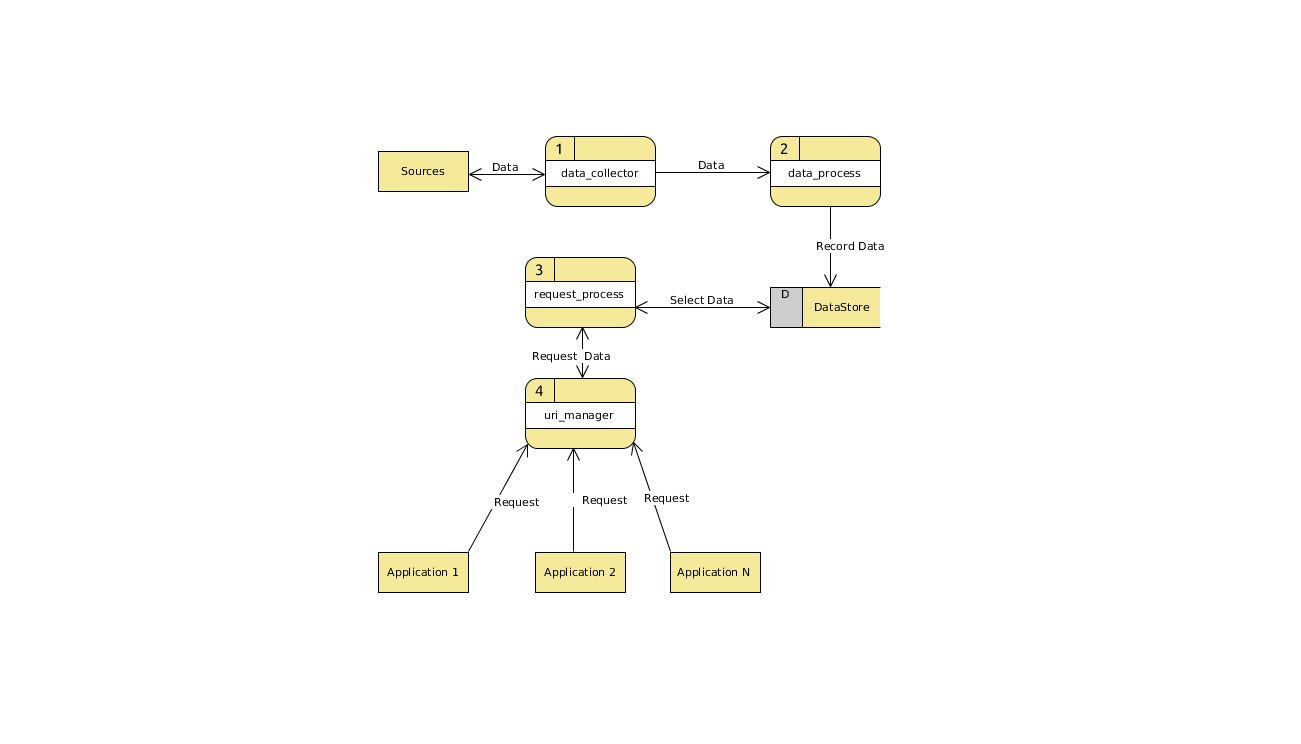 1
2
Sources
Data
data_collector
Data
data_process
Record Data
3
request_process
Select Data
D
DataStore
Request  Data
4
uri_manager
Request
Request
Request
Application 1
Application 2
Application N